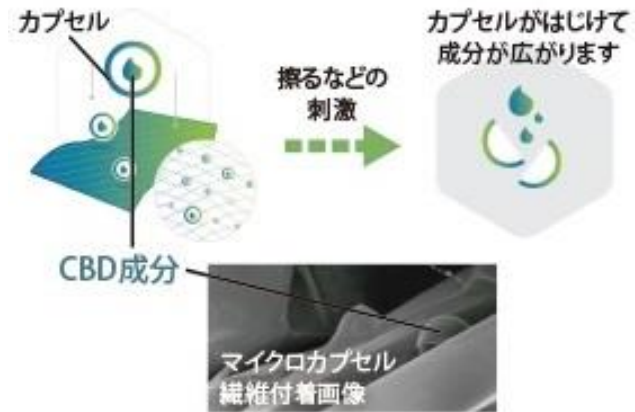 カプセル
擦るなどの
刺激
カプセルがはじけて
成分が広がります
CBD成分
マイクロカプセル
繊維付着画像